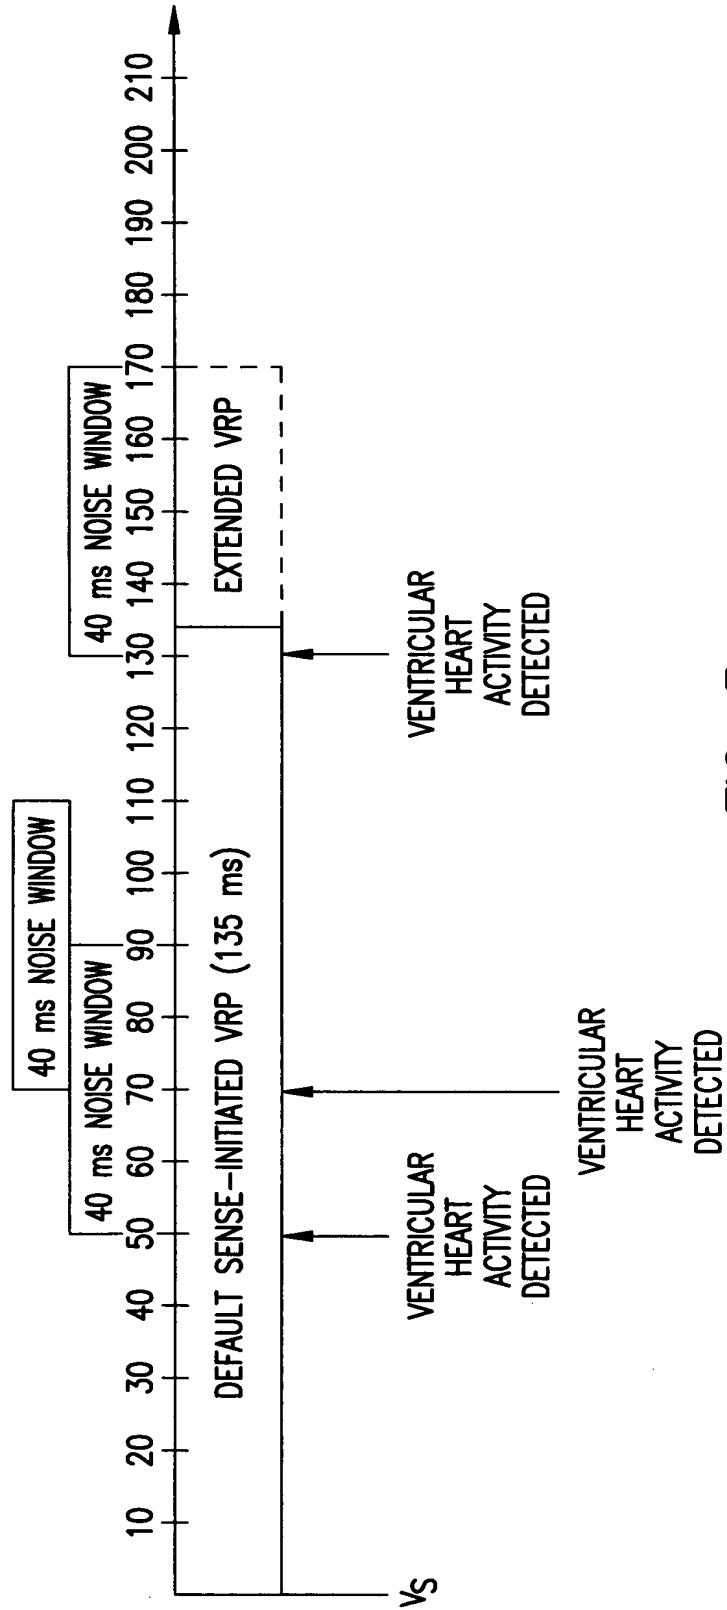 40 ms NOISE WINDOW
40 ms NOISE WINDOW
40 ms NOISE WINDOW
10 20 30 40 50 60 70 80 90 100 110 120 130 140 150 160 170 180 190 200 210
DEFAULT SENSE-INITIATED VRP (135 ms)
EXTENDED VRP
VS
VENTRICULAR
HEART
ACTIVITY
DETECTED
VENTRICULAR
HEART
ACTIVITY
DETECTED
VENTRICULAR
HEART
ACTIVITY
DETECTED